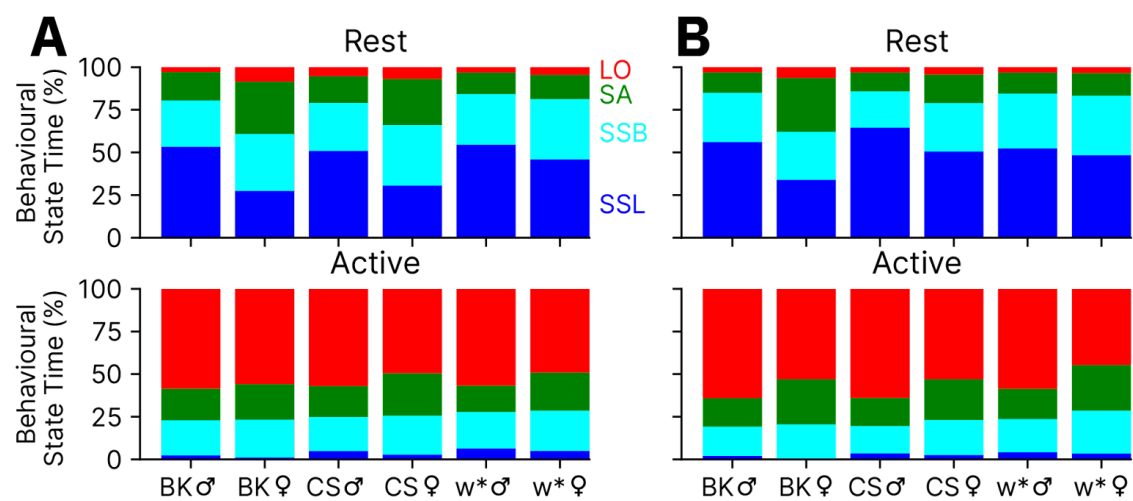 A
B
Rest
Rest
Behavioural
State Time (%)
100
75
50
25
0
LO
SA
SSB
SSL
Active
Active
Behavioural
State Time (%)
100
75
50
25
0
BK♂ BK♀ CS♂ CS♀ w*♂ w*♀
BK♂ BK♀ CS♂ CS♀ w*♂ w*♀